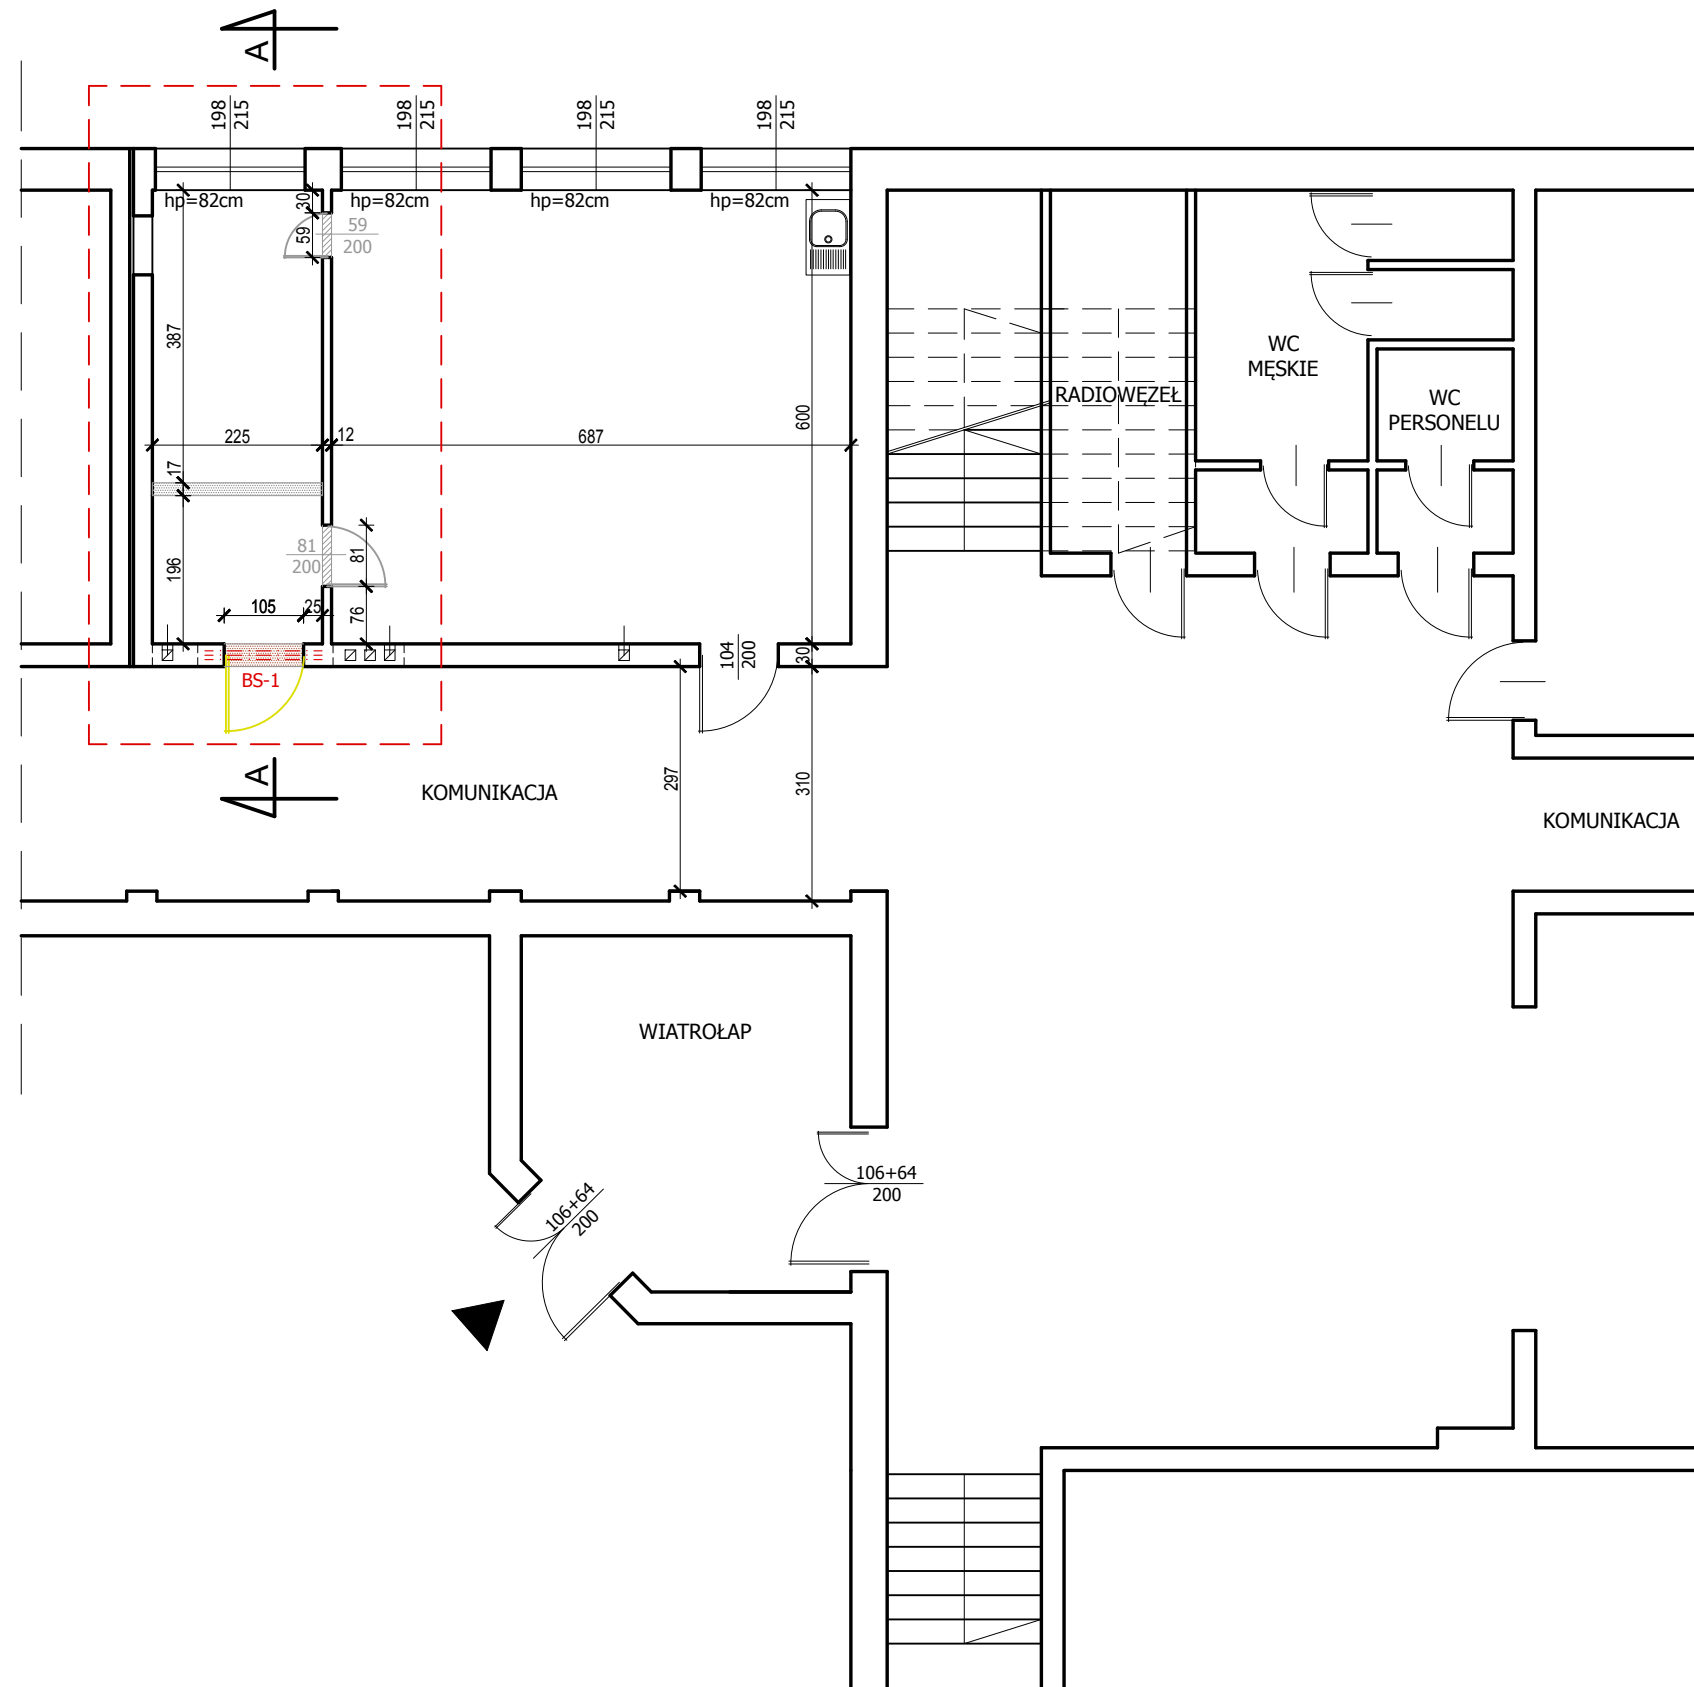 A
198
215
198
215
198
215
198
215
hp=82cm
hp=82cm
hp=82cm
hp=82cm
30
59
59
200
387
WC
MĘSKIE
RADIOWĘZEŁ
WC
PERSONELU
600
225
12
687
17
81
200
81
196
105
25
76
104
200
30
BS-1
A
297
310
KOMUNIKACJA
KOMUNIKACJA
WIATROŁAP
106+64
200
106+64
200